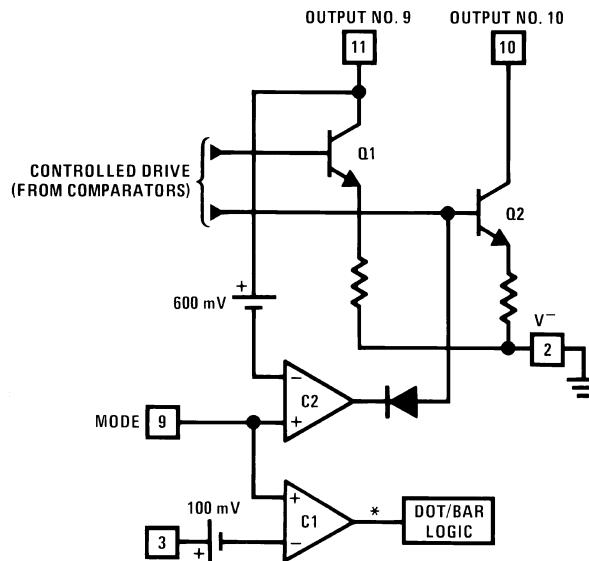 OUTPUT NO. 9
OUTPUT NO. 10
11
10
Q1
CONTROLLED DRIVE
(FROM COMPARATORS)
Q2
+
600 mV
V−
2
−
C2
MODE
9
+
100 mV
+
C1
*
DOT/BAR
LOGIC
3
+
−